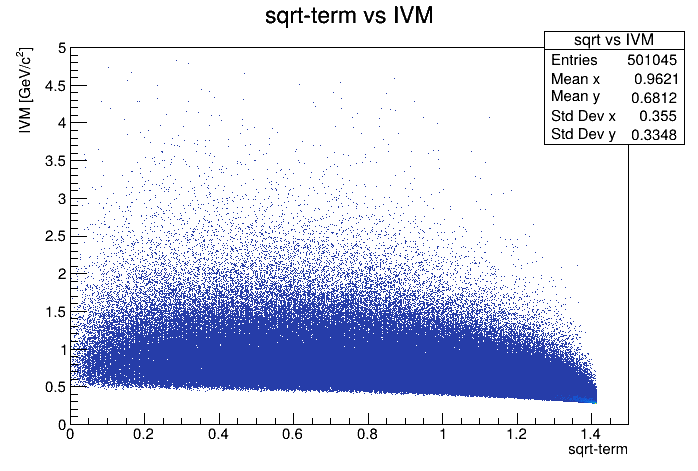 sqrt-term vs IVM
sqrt vs IVM
Entries 501045
Mean x 0.9621
Mean y 0.6812
Std Dev x 0.355
Std Dev y 0.3348
IVM [GeV/c²]
5
4.5
4
3.5
3
2.5
2
1.5
1
0.5
0
0 0.2 0.4 0.6 0.8 1 1.2 1.4
sqrt-term